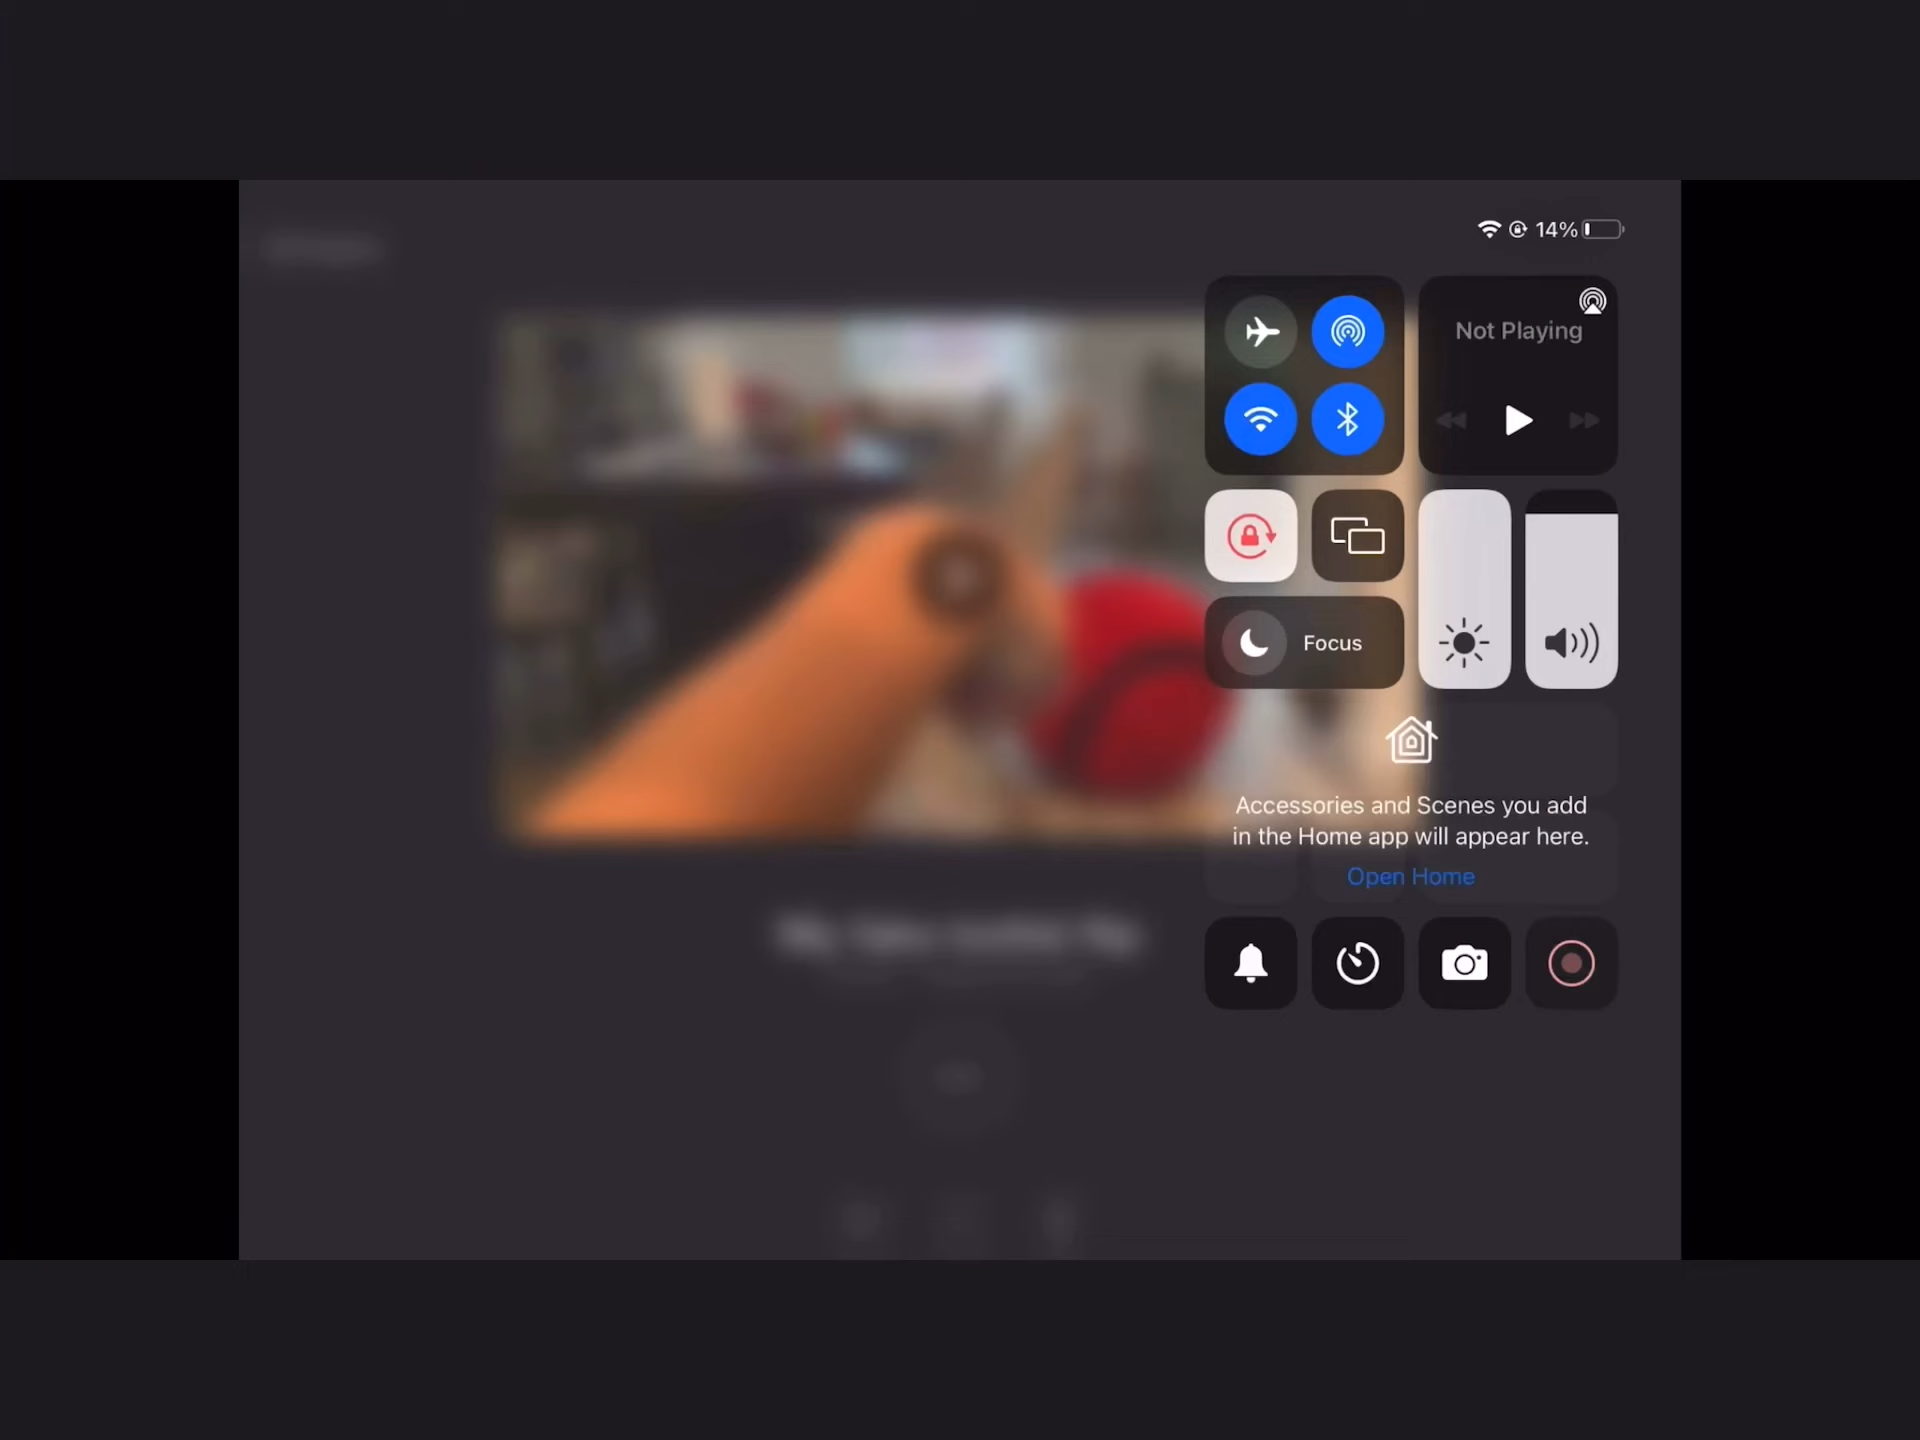 14%
Not Playing
Focus
Accessories and Scenes you add
in the Home app will appear here.
Open Home